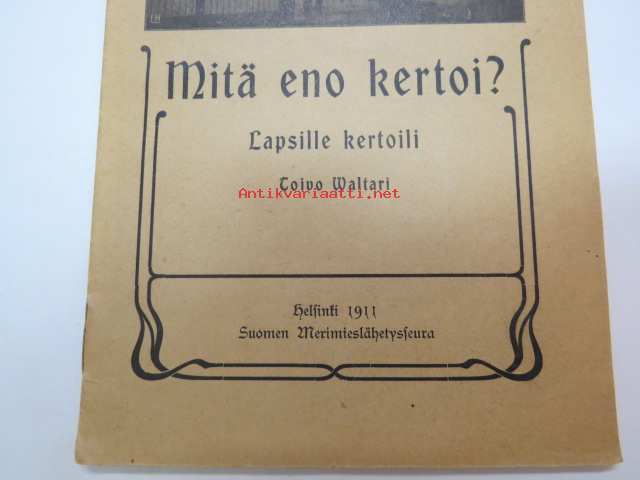 Mitä eno kertoi?
Lapsille kertoili
Antikvariaatti.net
Toivo Waltari
Helsinki 1911
Suomen Merimieslähetysseura